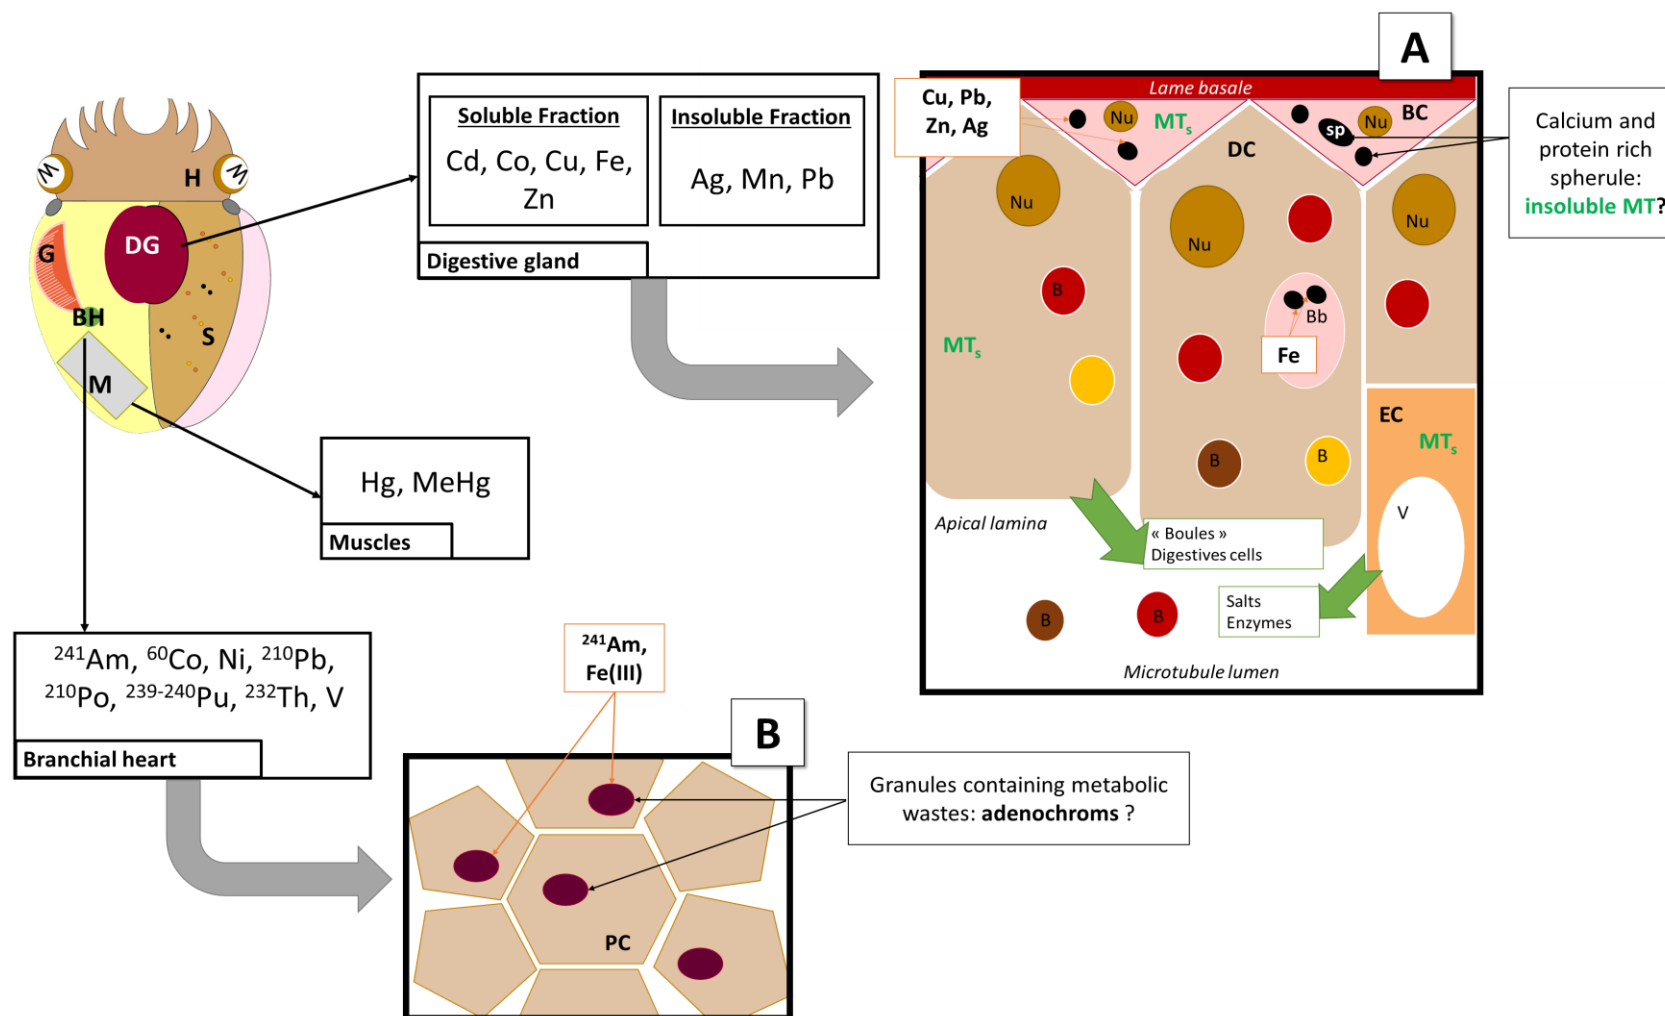 A
Soluble Fraction
Cd, Co, Cu, Fe,
Zn
Insoluble Fraction
Ag, Mn, Pb
Digestive gland
H
DG
G
BH
S
M
Hg, MeHg
Muscles
²⁴¹Am, ⁶⁰Co, Ni, ²¹⁰Pb,
²¹⁰Po, ²³⁹⁻²⁴⁰Pu, ²³²Th, V
Branchial heart
Lame basale
Cu, Pb,
Zn, Ag
Nu
MTₛ
sp
Nu
BC
DC
Calcium and
protein rich
spherule:
insoluble MT?
Nu
Nu
Nu
B
Bb
Fe
MTₛ
EC
MTₛ
B
B
V
Apical lamina
« Boules »
Digestives cells
Salts
Enzymes
B
B
Microtubule lumen
B
²⁴¹Am,
Fe(III)
Granules containing metabolic
wastes: adenochroms ?
PC